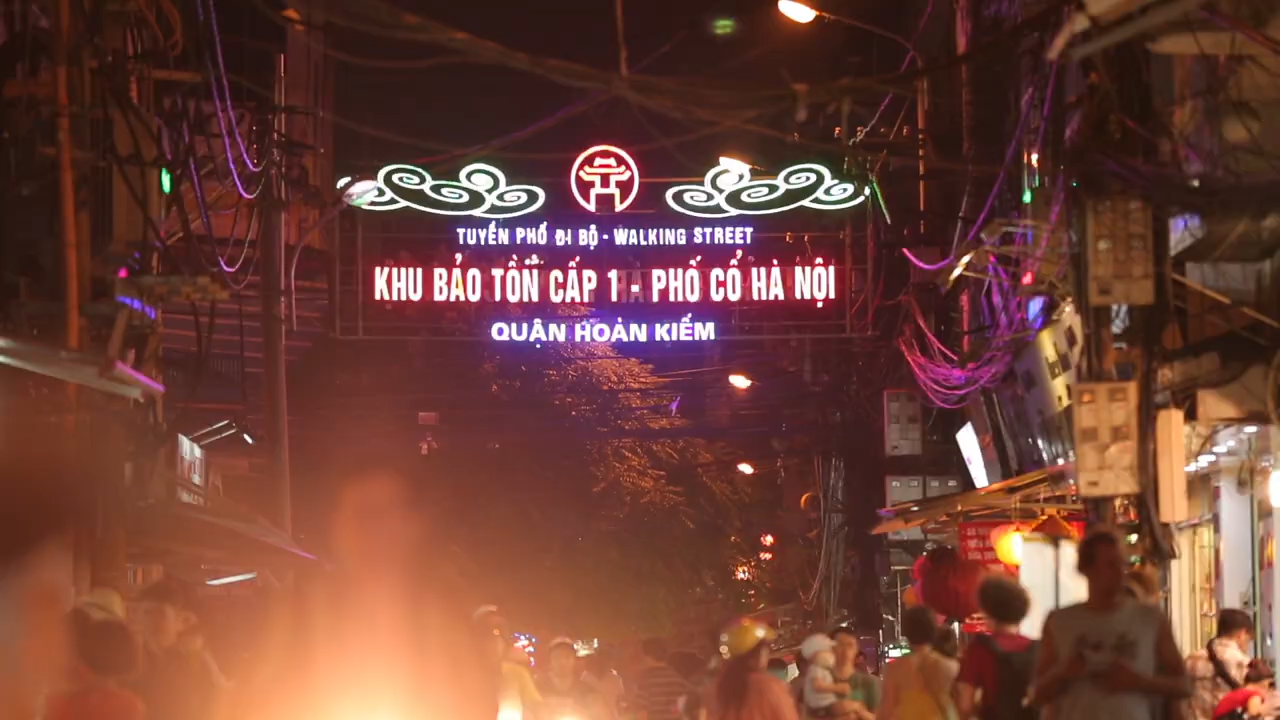 TUYẾN PHỐ ĐI BỘ - WALKING STREET
KHU BẢO TỒN CẤP 1 - PHỐ CỔ HÀ NỘI
QUẬN HOÀN KIẾM